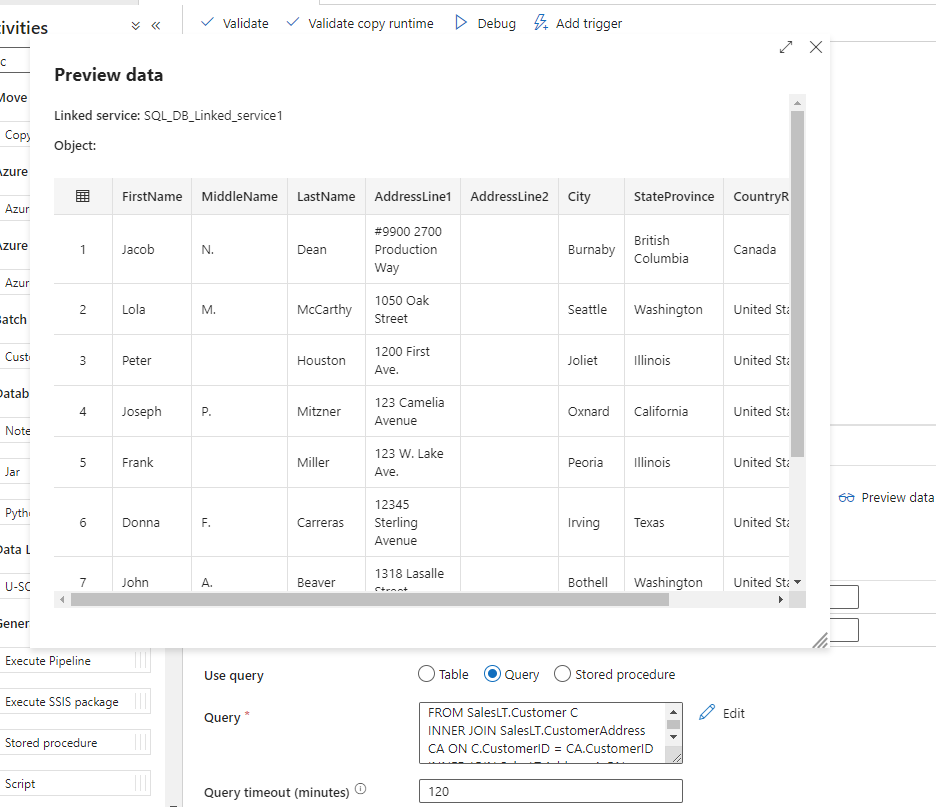 tivities
Validate
Validate copy runtime
Debug
Add trigger
c
Move
Copy
Azure
Azur
Azure
Azur
Batch
Custo
Datab
Note
Jar
Pytho
Data L
U-SQ
Gener
Execute Pipeline
Execute SSIS package
Stored procedure
Script
Preview data
Linked service: SQL_DB_Linked_service1
Object:
FirstName MiddleName LastName AddressLine1 AddressLine2 City StateProvince CountryR
1 Jacob N. Dean #9900 2700 Production Way Burnaby British Columbia Canada
2 Lola M. McCarthy 1050 Oak Street Seattle Washington United Sta
3 Peter Houston 1200 First Ave. Joliet Illinois United Sta
4 Joseph P. Mitzner 123 Camelia Avenue Oxnard California United Sta
5 Frank Miller 123 W. Lake Ave. Peoria Illinois United Sta
6 Donna F. Carreras 12345 Sterling Avenue Irving Texas United Sta
7 John A. Beaver 1318 Lasalle Street Bothell Washington United Sta
Preview data
Use query
Table
Query
Stored procedure
Query *
FROM SalesLT.Customer C
INNER JOIN SalesLT.CustomerAddress
CA ON C.CustomerID = CA.CustomerID
Edit
Query timeout (minutes)
120